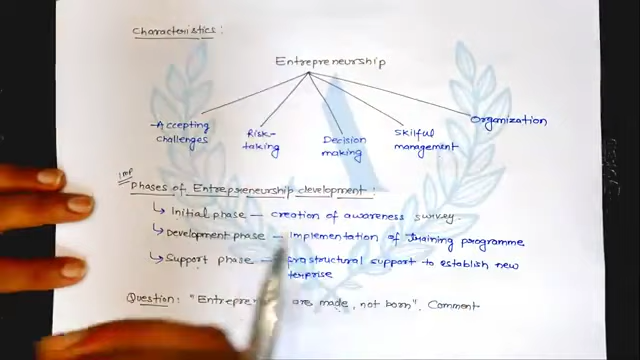 Characteristics:
Entrepreneurship
Accepting challenges
Risk-taking
Decision making
Skilful management
Organization
IMP
Phases of Entrepreneurship development:
↳ Initial phase — creation of awareness survey.
↳ Development phase — Implementation of training programme
↳ Support phase — structural support to establish new
Question: "Entrepre are made, not born". Comment